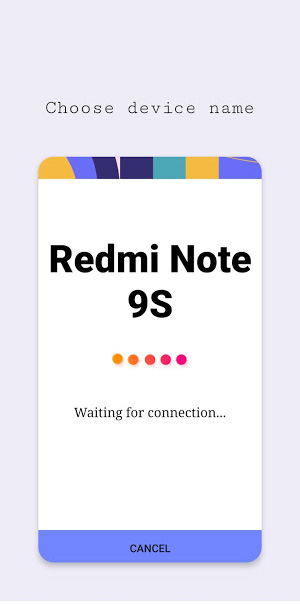 Choose device name
Redmi Note
9S
Waiting for connection...
CANCEL